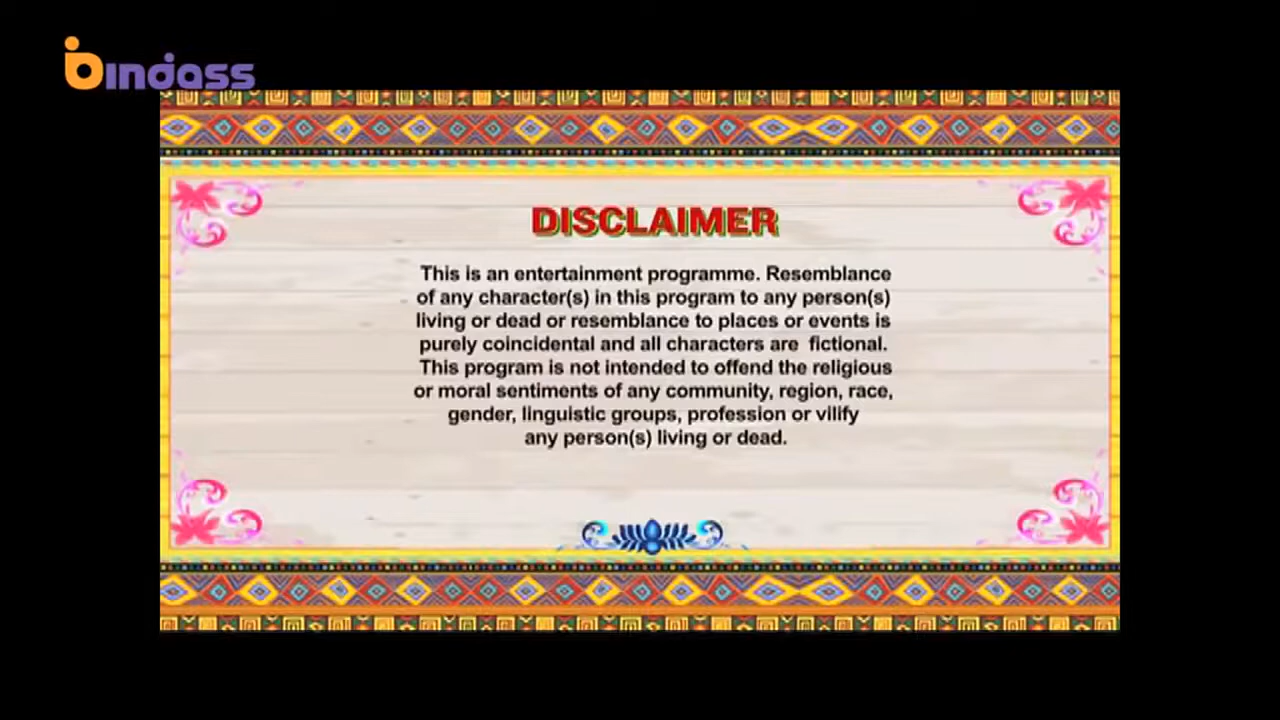 bindass
DISCLAIMER
This is an entertainment programme. Resemblance
of any character(s) in this program to any person(s)
living or dead or resemblance to places or events is
purely coincidental and all characters are fictional.
This program is not intended to offend the religious
or moral sentiments of any community, region, race,
gender, linguistic groups, profession or vilify
any person(s) living or dead.